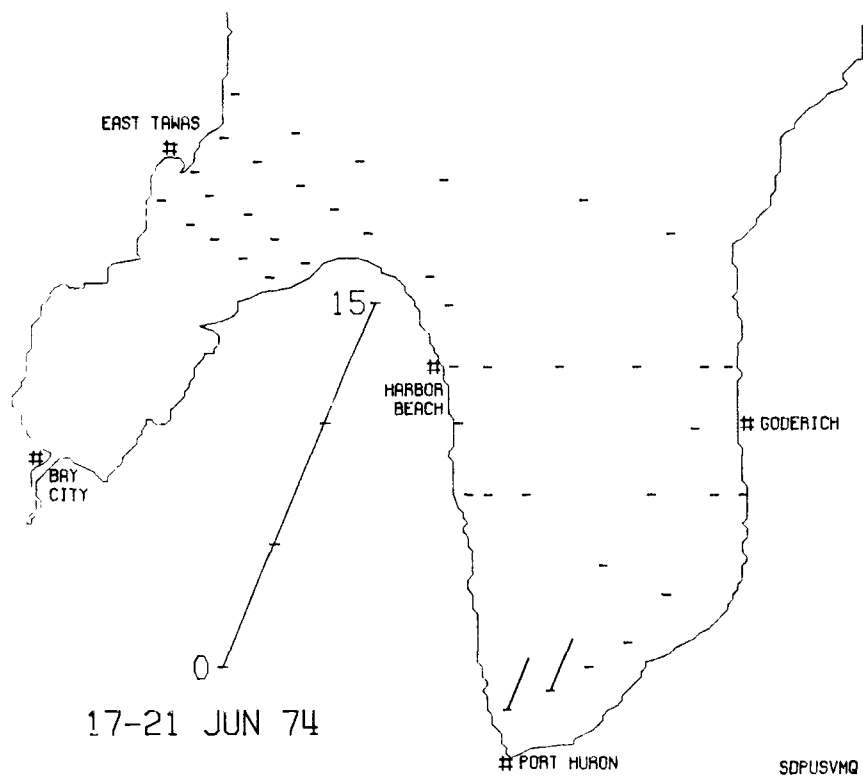 EAST TAWAS
#
15
#
HARBOR
BEACH
# GODERICH
#
BAY
CITY
0
17-21 JUN 74
# PORT HURON
SDPUSVMQ